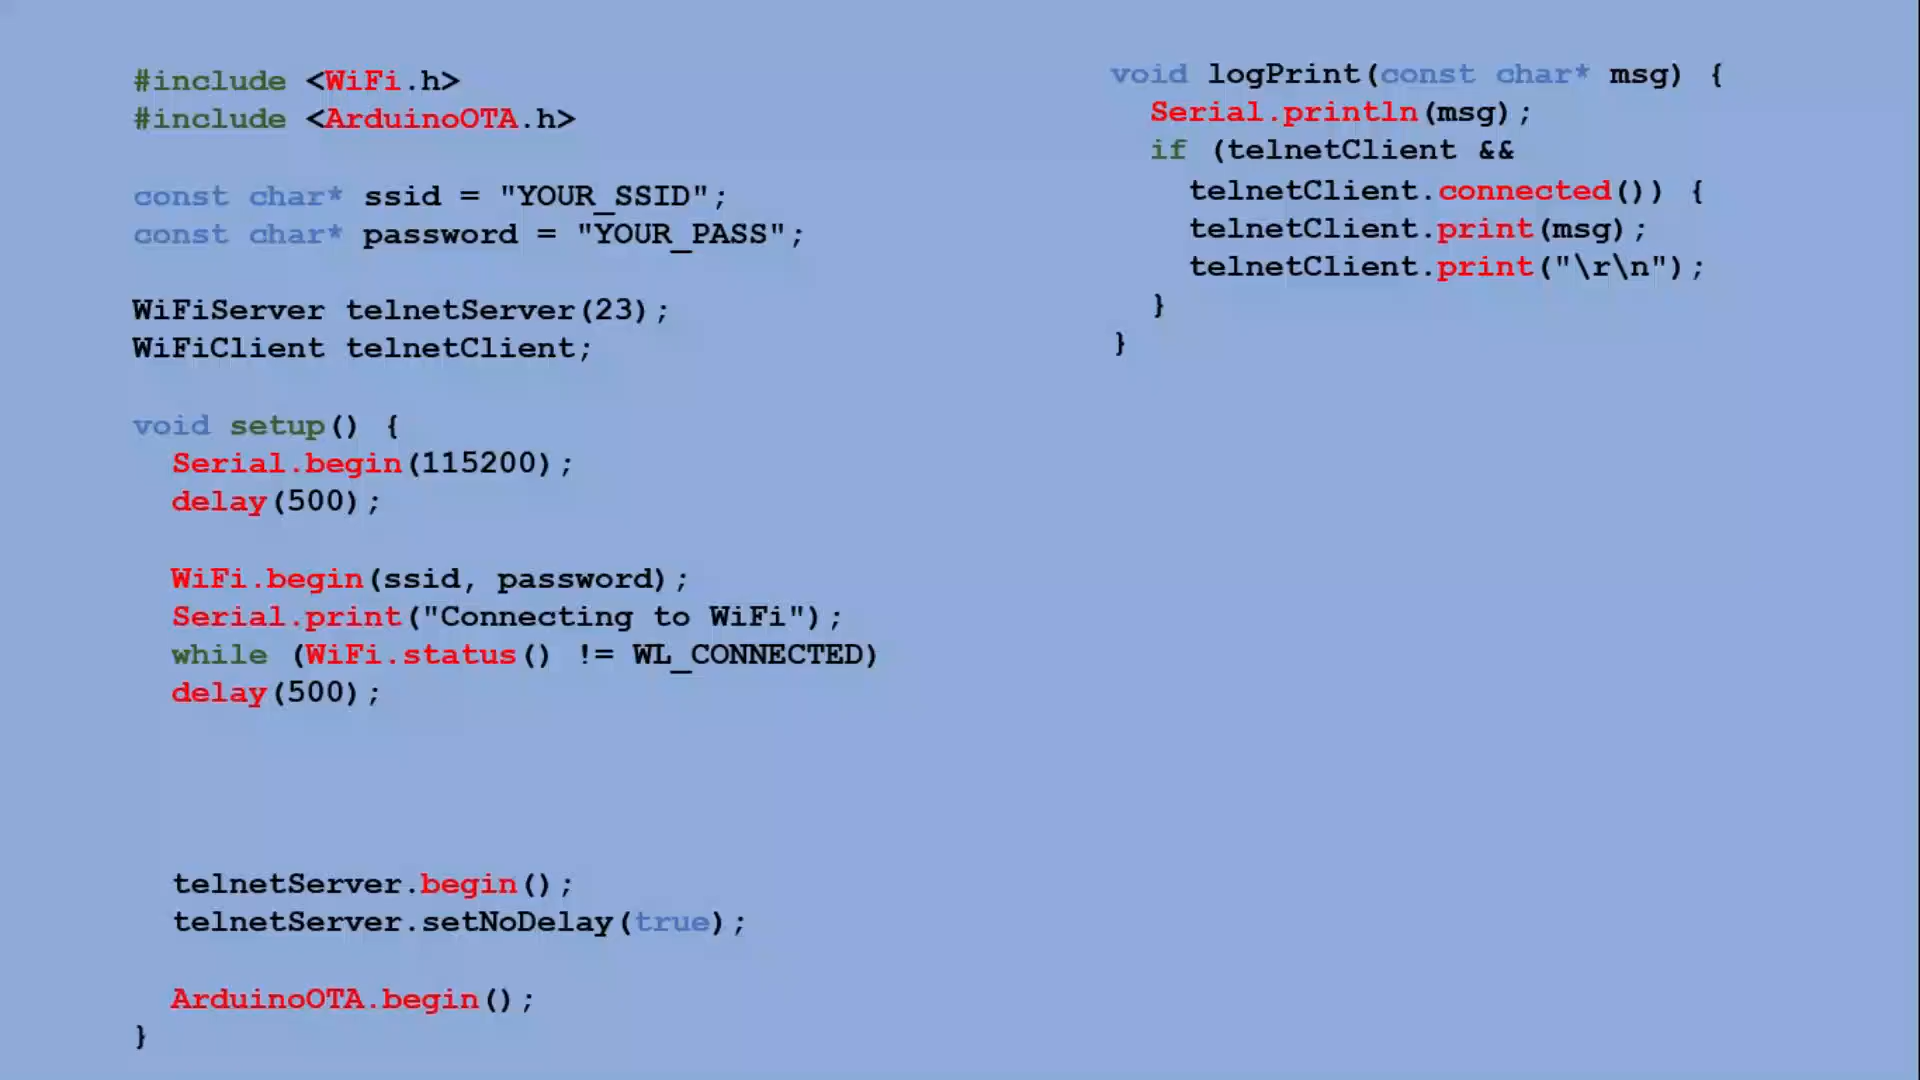 #include <WiFi.h>
#include <ArduinoOTA.h>
const char* ssid = "YOUR_SSID";
const char* password = "YOUR_PASS";
WiFiServer telnetServer(23);
WiFiClient telnetClient;
void setup() {
  Serial.begin(115200);
  delay(500);
  WiFi.begin(ssid, password);
  Serial.print("Connecting to WiFi");
  while (WiFi.status() != WL_CONNECTED)
  delay(500);
  telnetServer.begin();
  telnetServer.setNoDelay(true);
  ArduinoOTA.begin();
}
void logPrint(const char* msg) {
  Serial.println(msg);
  if (telnetClient &&
    telnetClient.connected()) {
    telnetClient.print(msg);
    telnetClient.print("\r\n");
  }
}